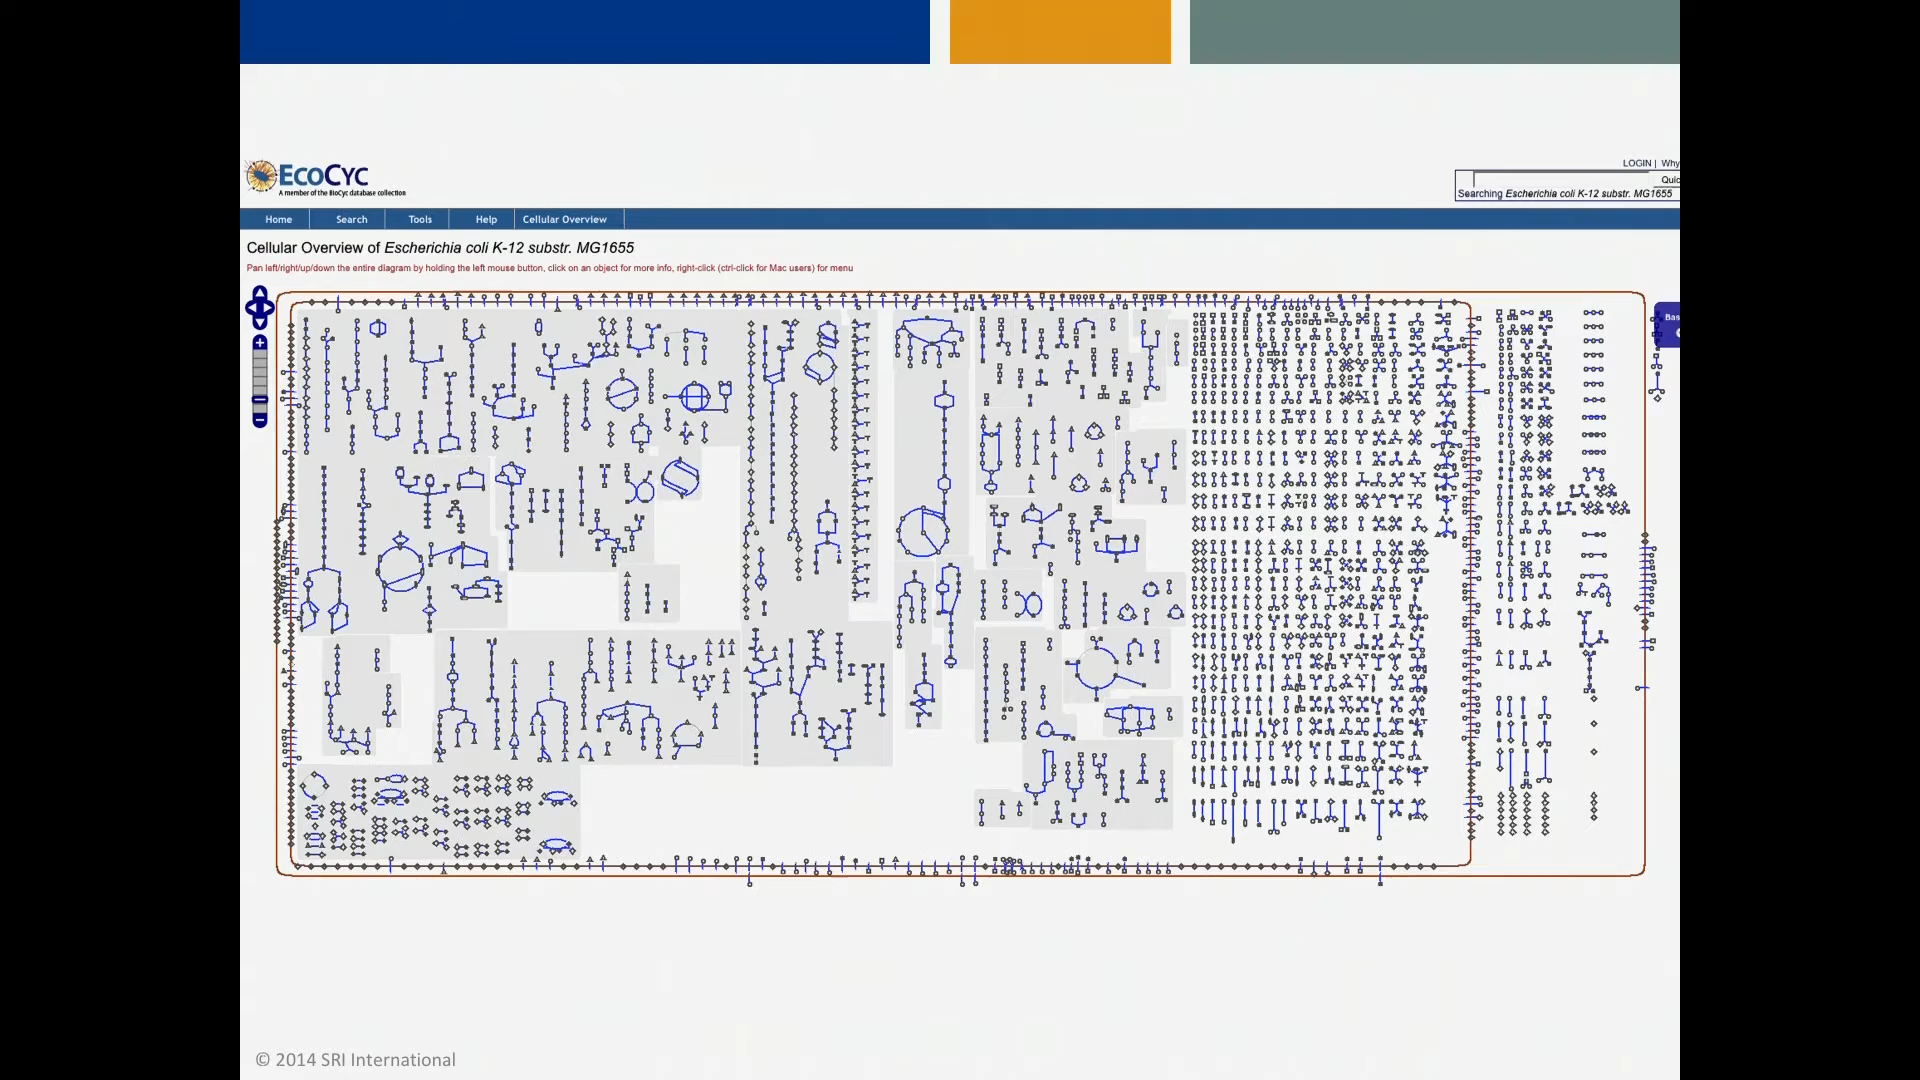 ECOCYC
A member of the BioCyc database collection
LOGIN | Why
Quic
Searching Escherichia coli K-12 substr. MG1655
Home Search Tools Help Cellular Overview
Cellular Overview of Escherichia coli K-12 substr. MG1655
Pan left/right/up/down the entire diagram by holding the left mouse button, click on an object for more info, right-click (ctrl-click for Mac users) for menu
Bas
© 2014 SRI International